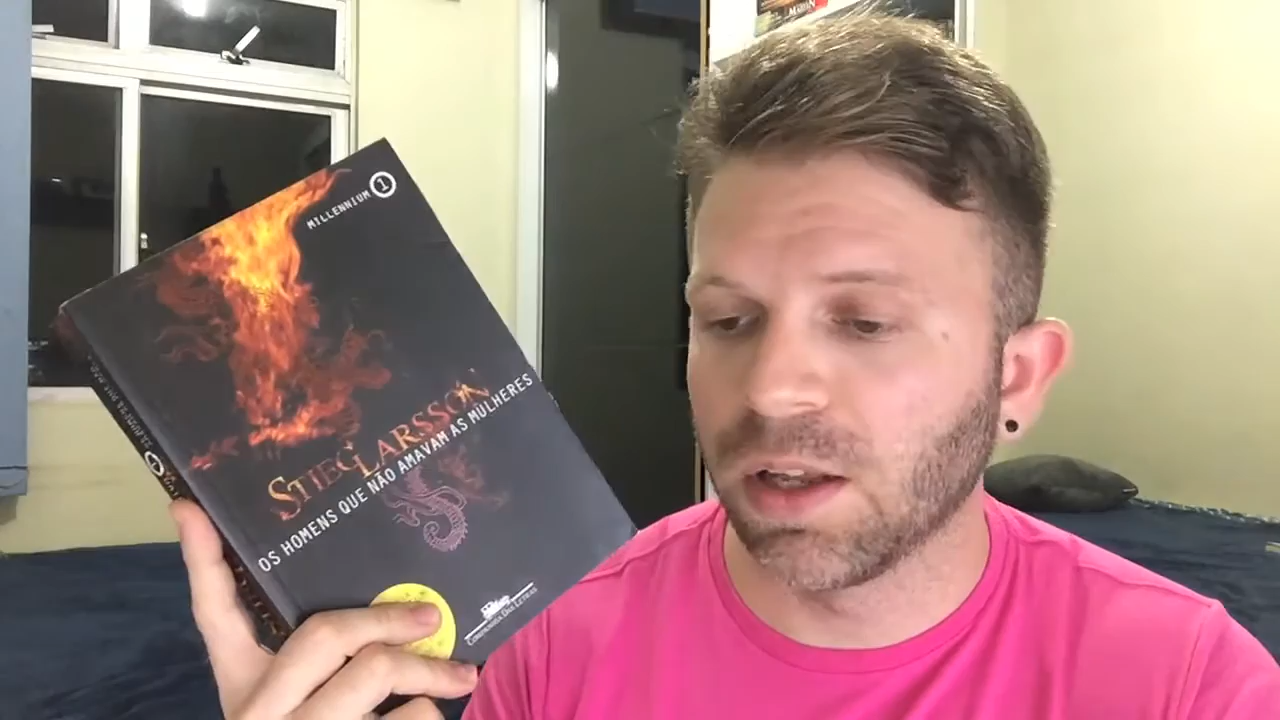 MILLENNIUM 1
STIEG LARSSON
OS HOMENS QUE NÃO AMAVAM AS MULHERES
COMPANHIA DAS LETRAS